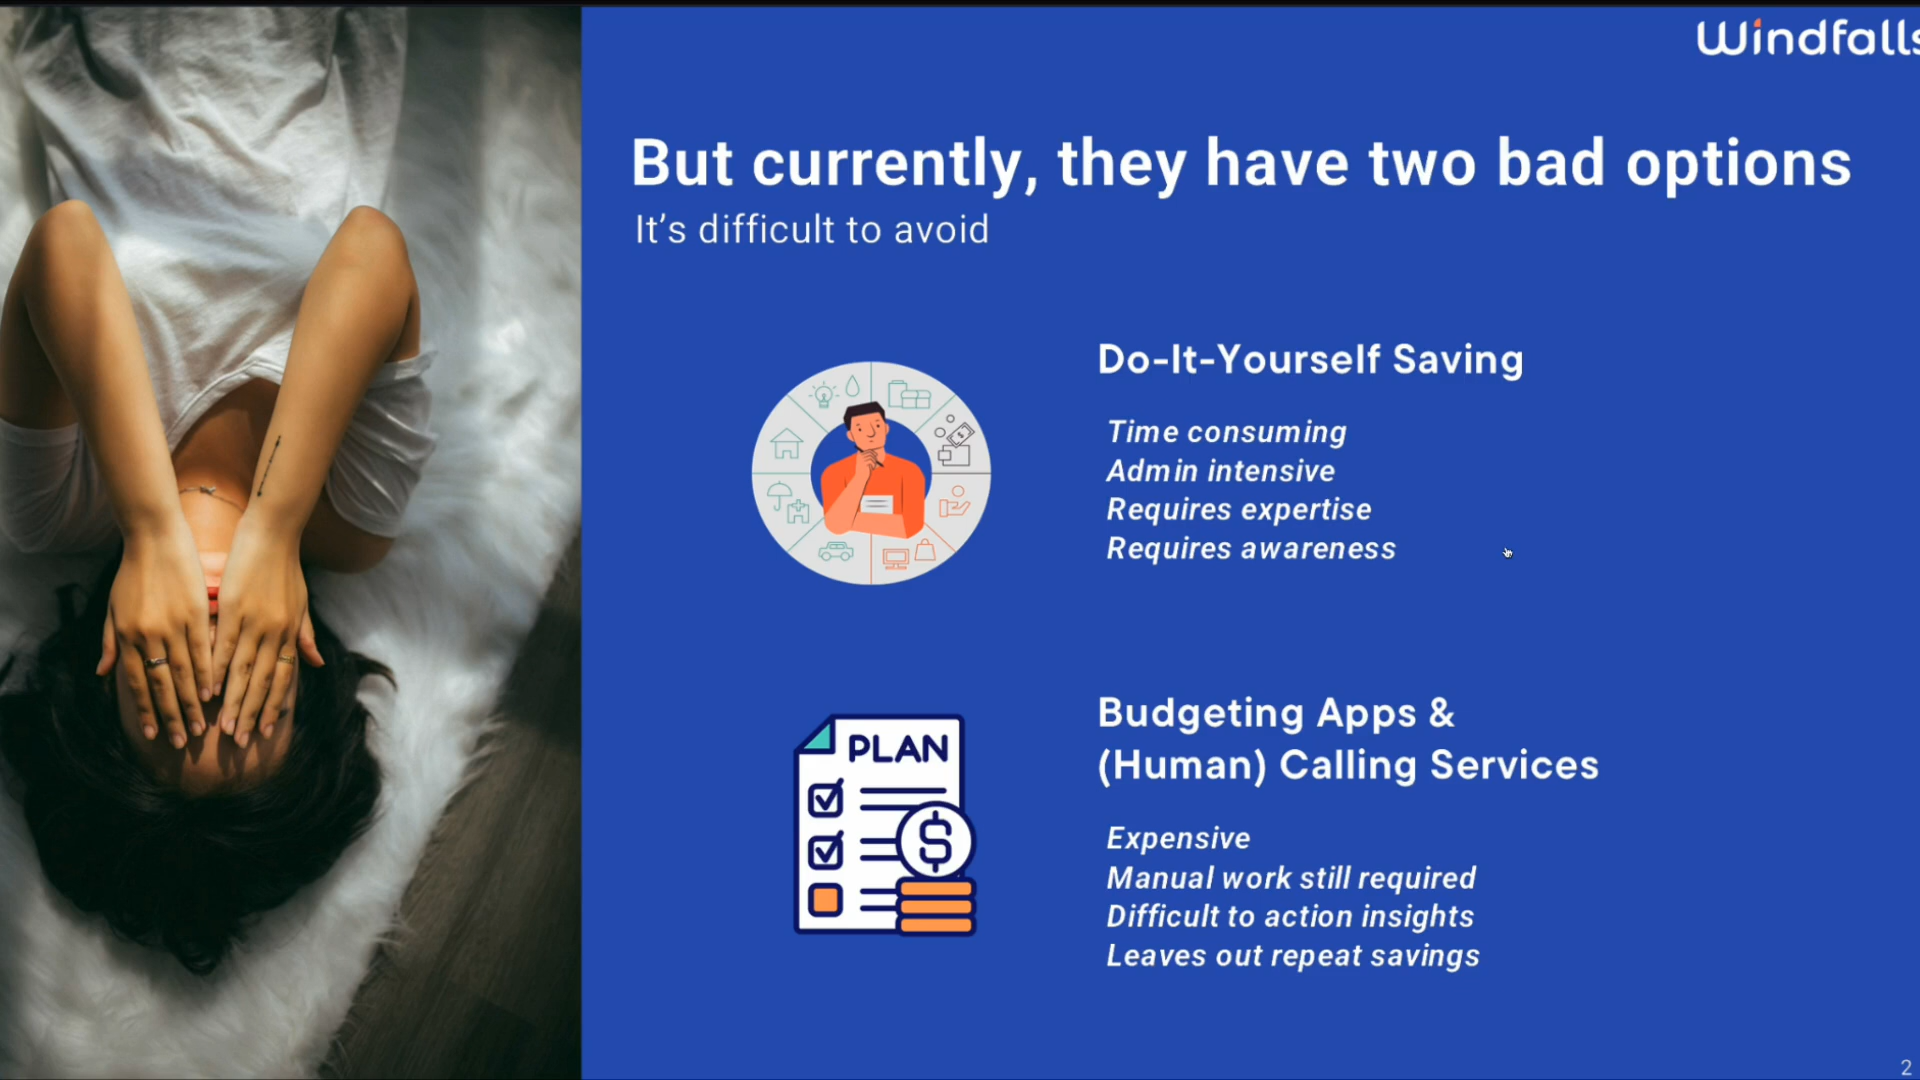 Windfalls
But currently, they have two bad options
It's difficult to avoid
Do-It-Yourself Saving
Time consuming
Admin intensive
Requires expertise
Requires awareness
PLAN
$
Budgeting Apps &
(Human) Calling Services
Expensive
Manual work still required
Difficult to action insights
Leaves out repeat savings
2